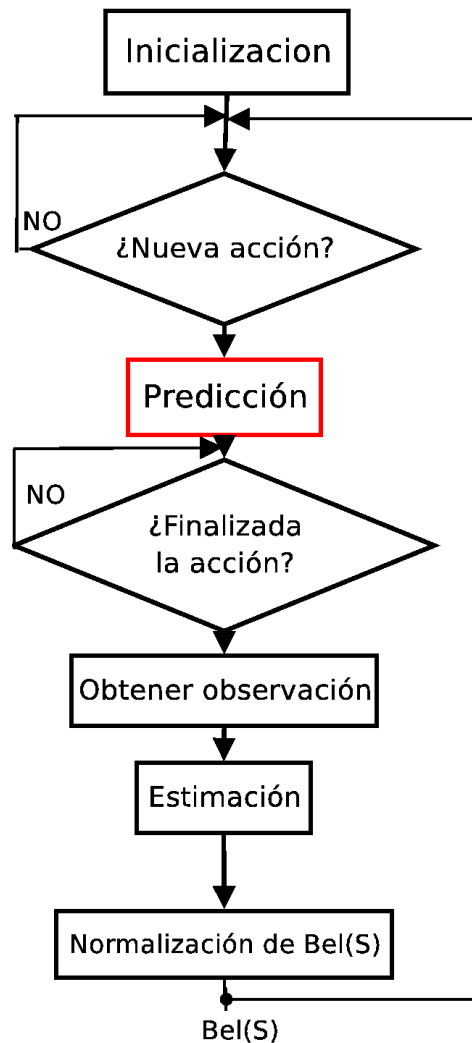 Inicializacion
NO
¿Nueva acción?
Predicción
NO
¿Finalizada
la acción?
Obtener observación
Estimación
Normalización de Bel(S)
Bel(S)